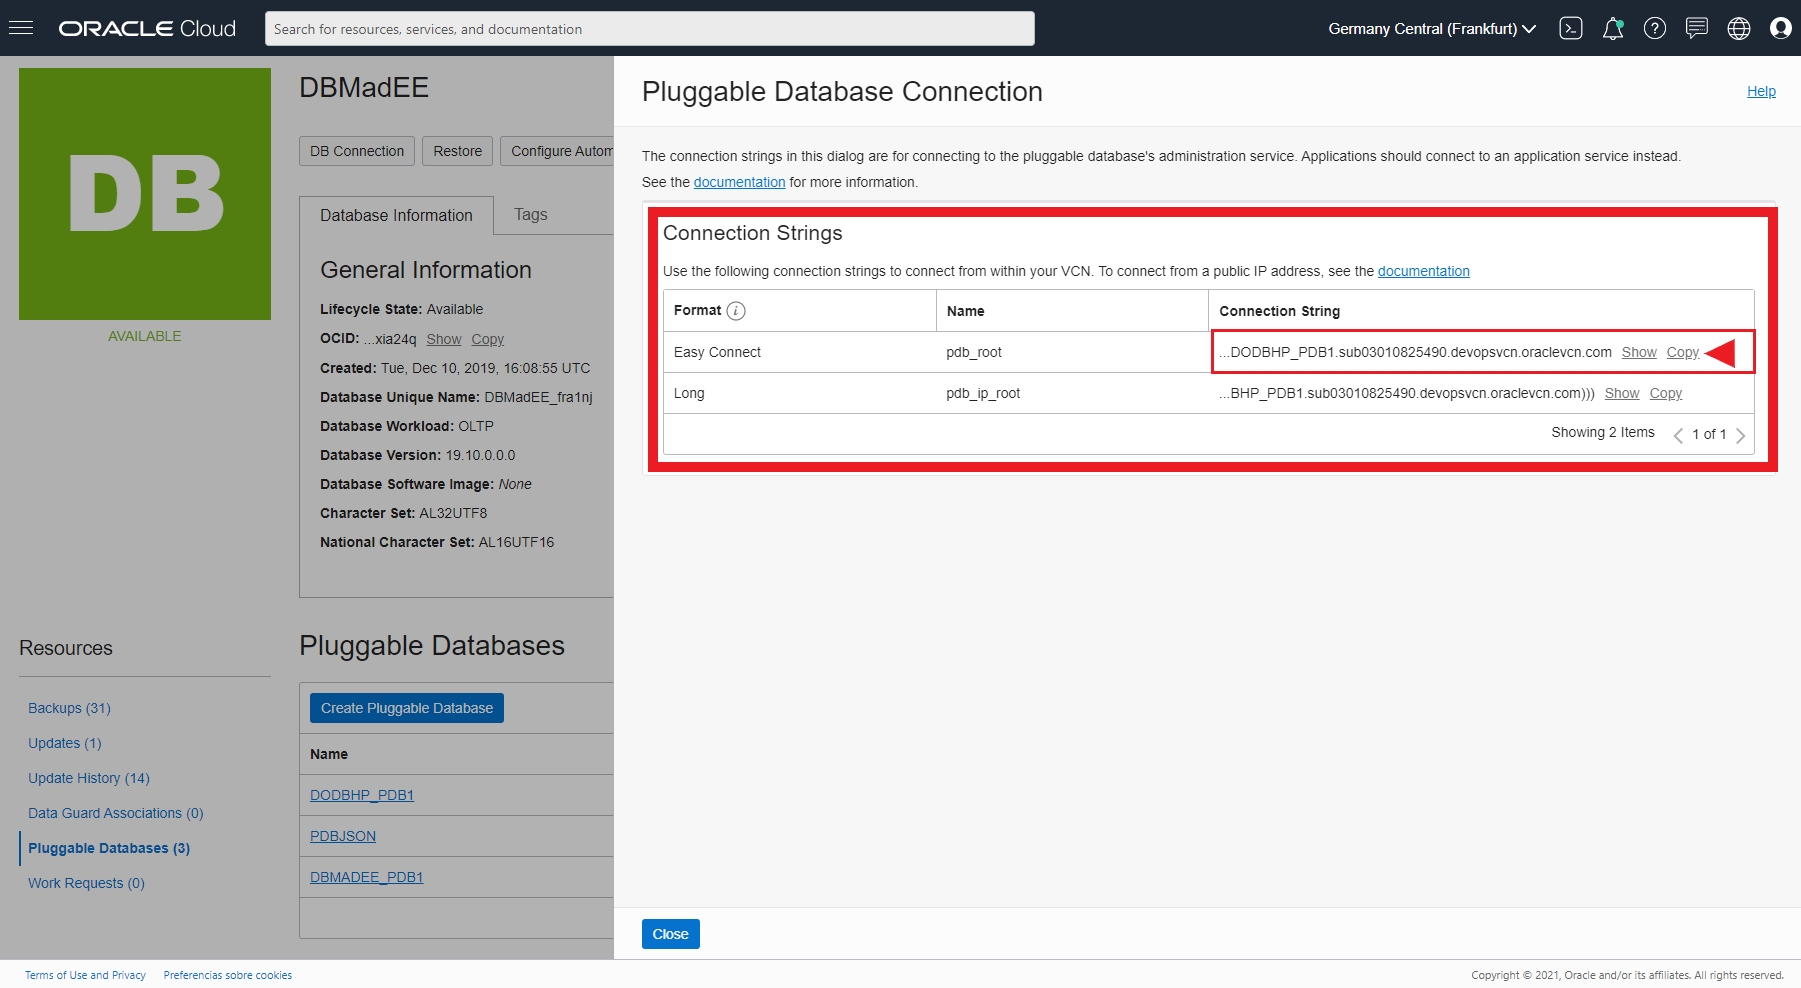 ORACLE Cloud
Search for resources, services, and documentation
Germany Central (Frankfurt)
DB
AVAILABLE
DBMadEE
DB Connection
Restore
Configure Autom
Database Information
Tags
General Information
Lifecycle State: Available
OCID: ...xia24q Show Copy
Created: Tue, Dec 10, 2019, 16:08:55 UTC
Database Unique Name: DBMadEE_fra1nj
Database Workload: OLTP
Database Version: 19.10.0.0.0
Database Software Image: None
Character Set: AL32UTF8
National Character Set: AL16UTF16
Resources
Backups (31)
Updates (1)
Update History (14)
Data Guard Associations (0)
Pluggable Databases (3)
Work Requests (0)
Pluggable Databases
Create Pluggable Database
Name
DODBHP_PDB1
PDBJSON
DBMADEE_PDB1
Pluggable Database Connection
Help
The connection strings in this dialog are for connecting to the pluggable database's administration service. Applications should connect to an application service instead.
See the documentation for more information.
Connection Strings
Use the following connection strings to connect from within your VCN. To connect from a public IP address, see the documentation
Format i Name Connection String
Easy Connect pdb_root ...DODBHP_PDB1.sub03010825490.devopsvcn.oraclevcn.com Show Copy
Long pdb_ip_root ...BHP_PDB1.sub03010825490.devopsvcn.oraclevcn.com))) Show Copy
Showing 2 Items 1 of 1
Close
Terms of Use and Privacy Preferencias sobre cookies
Copyright © 2021, Oracle and/or its affiliates. All rights reserved.